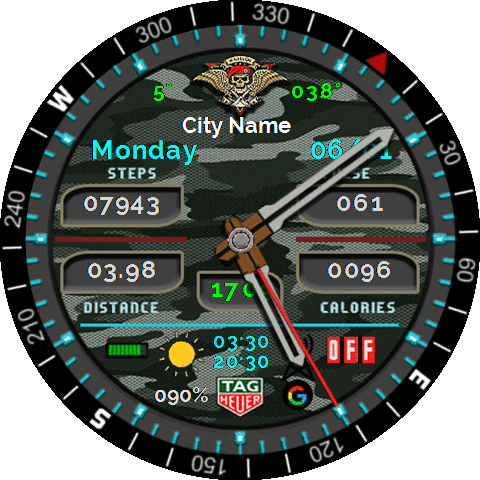 300 330
W
30
240
60
210
E
S
150 120
5° 038°
City Name
Monday
STEPS
07943 061
03.98 0096
DISTANCE CALORIES
03:30
20:30
OFF
090%
TAG
HEUER
G